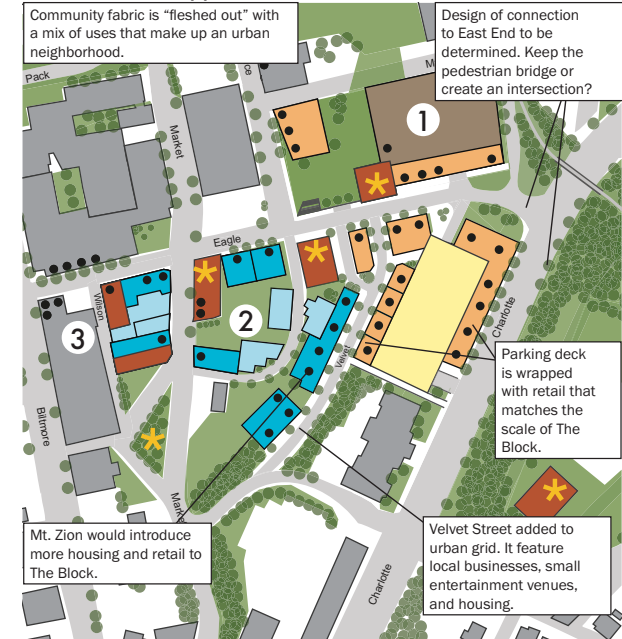 Community fabric is “fleshed out” with
a mix of uses that make up an urban
neighborhood.
Design of connection
to East End to be
determined. Keep the
pedestrian bridge or
create an intersection?
Pack
ce
M
Market
1
Eagle
Wilson
2
3
Charlotte
Velvet
Biltmore
Parking deck
is wrapped
with retail that
matches the
scale of The
Block.
Market
Mt. Zion would introduce
more housing and retail to
The Block.
Velvet Street added to
urban grid. It feature
local businesses, small
entertainment venues,
and housing.
Charlotte